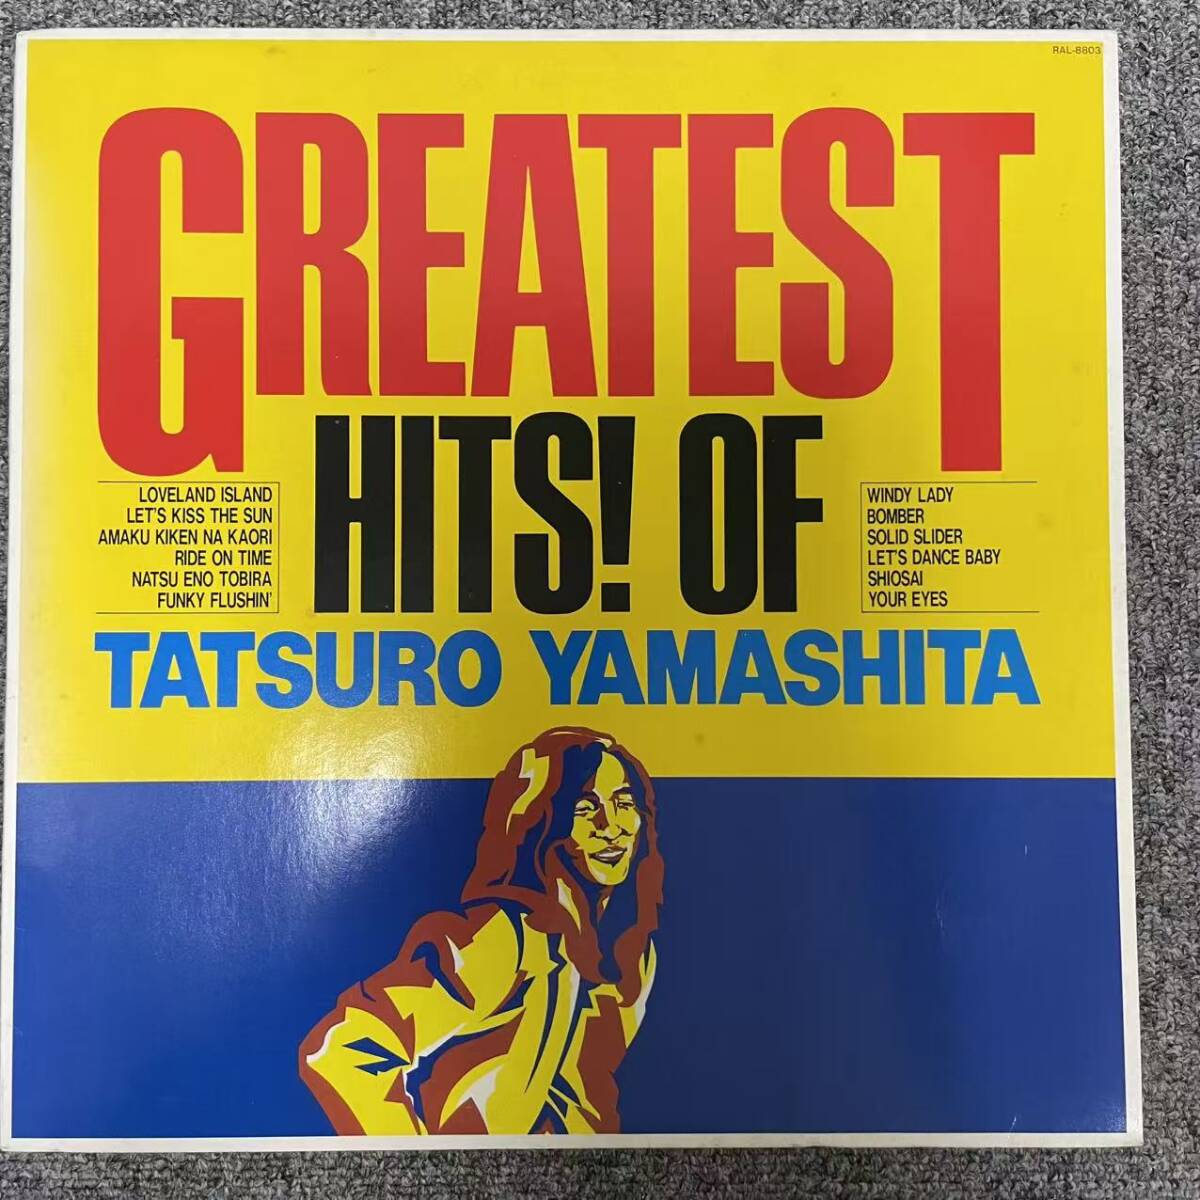 RAL-8803
GREATEST
HITS! OF
LOVELAND ISLAND
LET'S KISS THE SUN
AMAKU KIKEN NA KAORI
RIDE ON TIME
NATSU ENO TOBIRA
FUNKY FLUSHIN'
WINDY LADY
BOMBER
SOLID SLIDER
LET'S DANCE BABY
SHIOSAI
YOUR EYES
TATSURO YAMASHITA